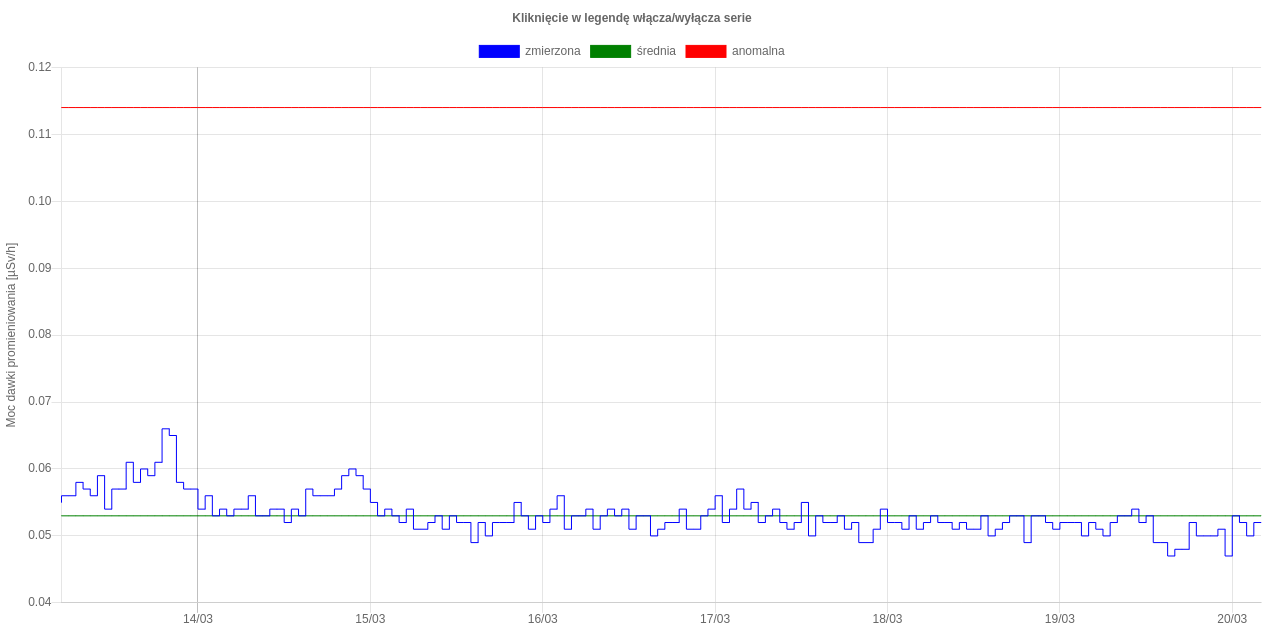 Kliknięcie w legendę włącza/wyłącza serie
zmierzona średnia anomalna
Moc dawki promieniowania [µSv/h]
0.12
0.11
0.10
0.09
0.08
0.07
0.06
0.05
0.04
14/03 15/03 16/03 17/03 18/03 19/03 20/03